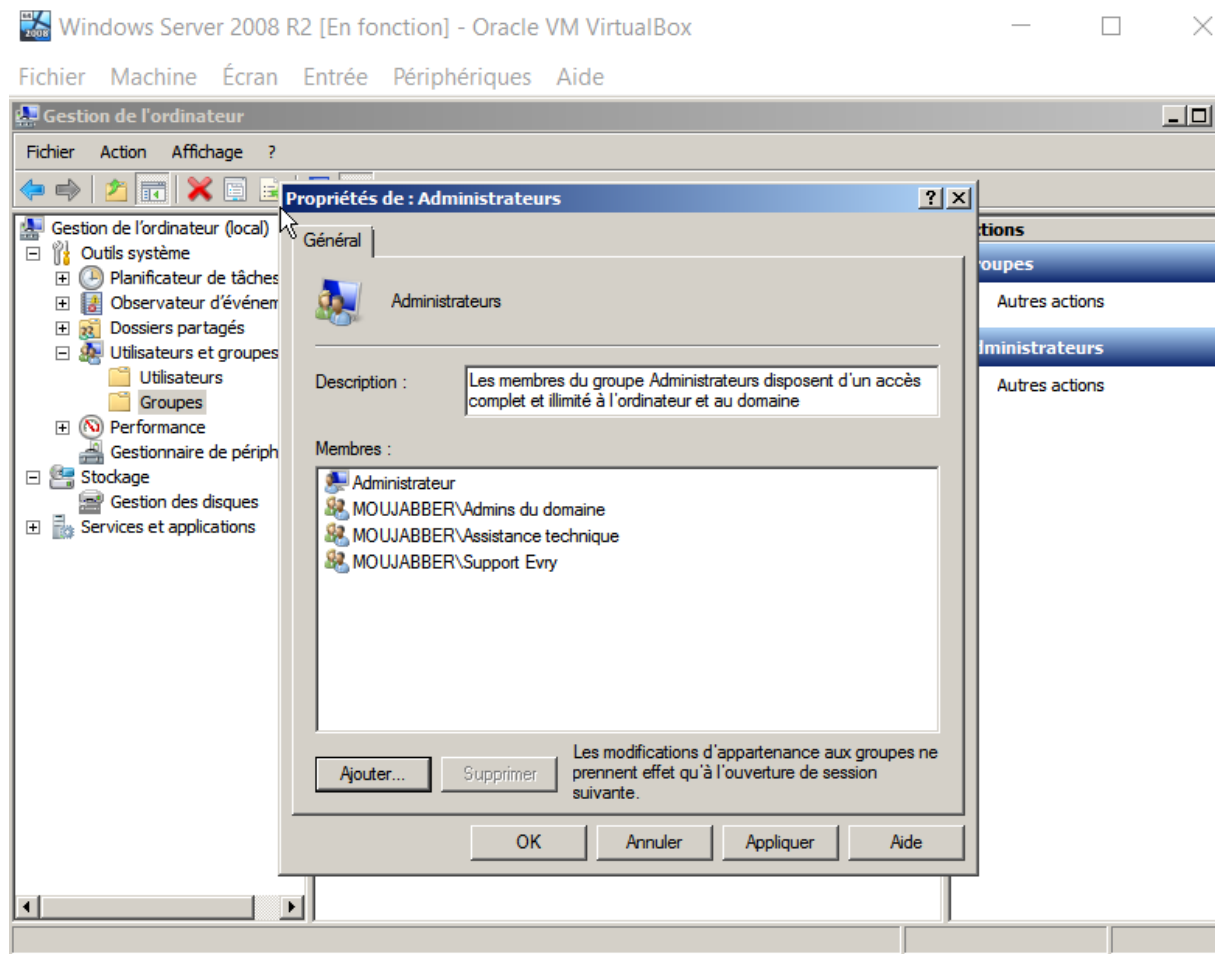 Windows Server 2008 R2 [En fonction] - Oracle VM VirtualBox
Fichier Machine Écran Entrée Périphériques Aide
Gestion de l'ordinateur
Fichier Action Affichage ?
Propriétés de : Administrateurs
Gestion de l'ordinateur (local)
Outils système
Planificateur de tâches
Observateur d'événem
Dossiers partagés
Utilisateurs et groupes
Utilisateurs
Groupes
Performance
Gestionnaire de périph
Stockage
Gestion des disques
Services et applications
Général
Administrateurs
Description :
Les membres du groupe Administrateurs disposent d'un accès
complet et illimité à l'ordinateur et au domaine
Membres :
Administrateur
MOUJABBER\Admins du domaine
MOUJABBER\Assistance technique
MOUJABBER\Support Evry
Ajouter...
Supprimer
Les modifications d'appartenance aux groupes ne
prennent effet qu'à l'ouverture de session
suivante.
OK
Annuler
Appliquer
Aide
ctions
roupes
Autres actions
dministrateurs
Autres actions